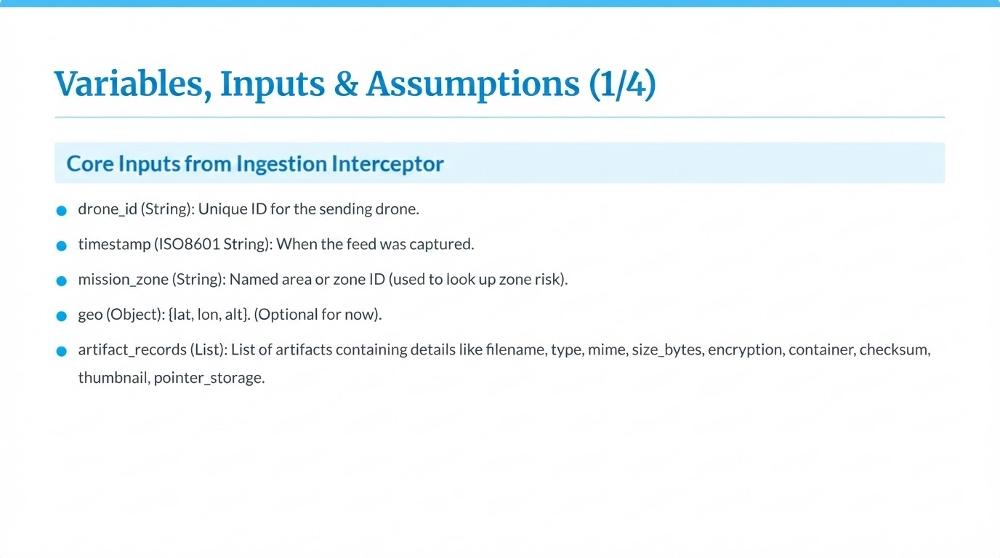 Variables, Inputs & Assumptions (1/4)
Core Inputs from Ingestion Interceptor
drone_id (String): Unique ID for the sending drone.
timestamp (ISO8601 String): When the feed was captured.
mission_zone (String): Named area or zone ID (used to look up zone risk).
geo (Object): {lat, lon, alt}. (Optional for now).
artifact_records (List): List of artifacts containing details like filename, type, mime, size_bytes, encryption, container, checksum,
thumbnail, pointer_storage.